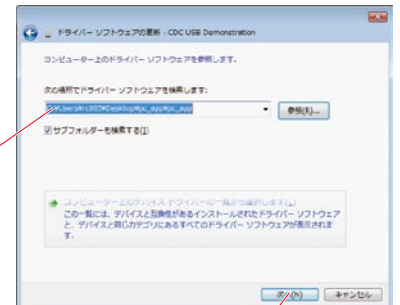 ドライバー ソフトウェアの更新 - CDC USB Demonstration
コンピューター上のドライバー ソフトウェアを参照します。
次の場所でドライバー ソフトウェアを検索します:
参照(R)...
サブフォルダーも検索する(I)
コンピューター上のデバイス ドライバーの一覧から選択します(L)
この一覧には、デバイスと互換性があるインストールされたドライバー ソフトウェア
と、デバイスと同じカテゴリにあるすべてのドライバー ソフトウェアが表示されま
す。
次へ(N) キャンセル